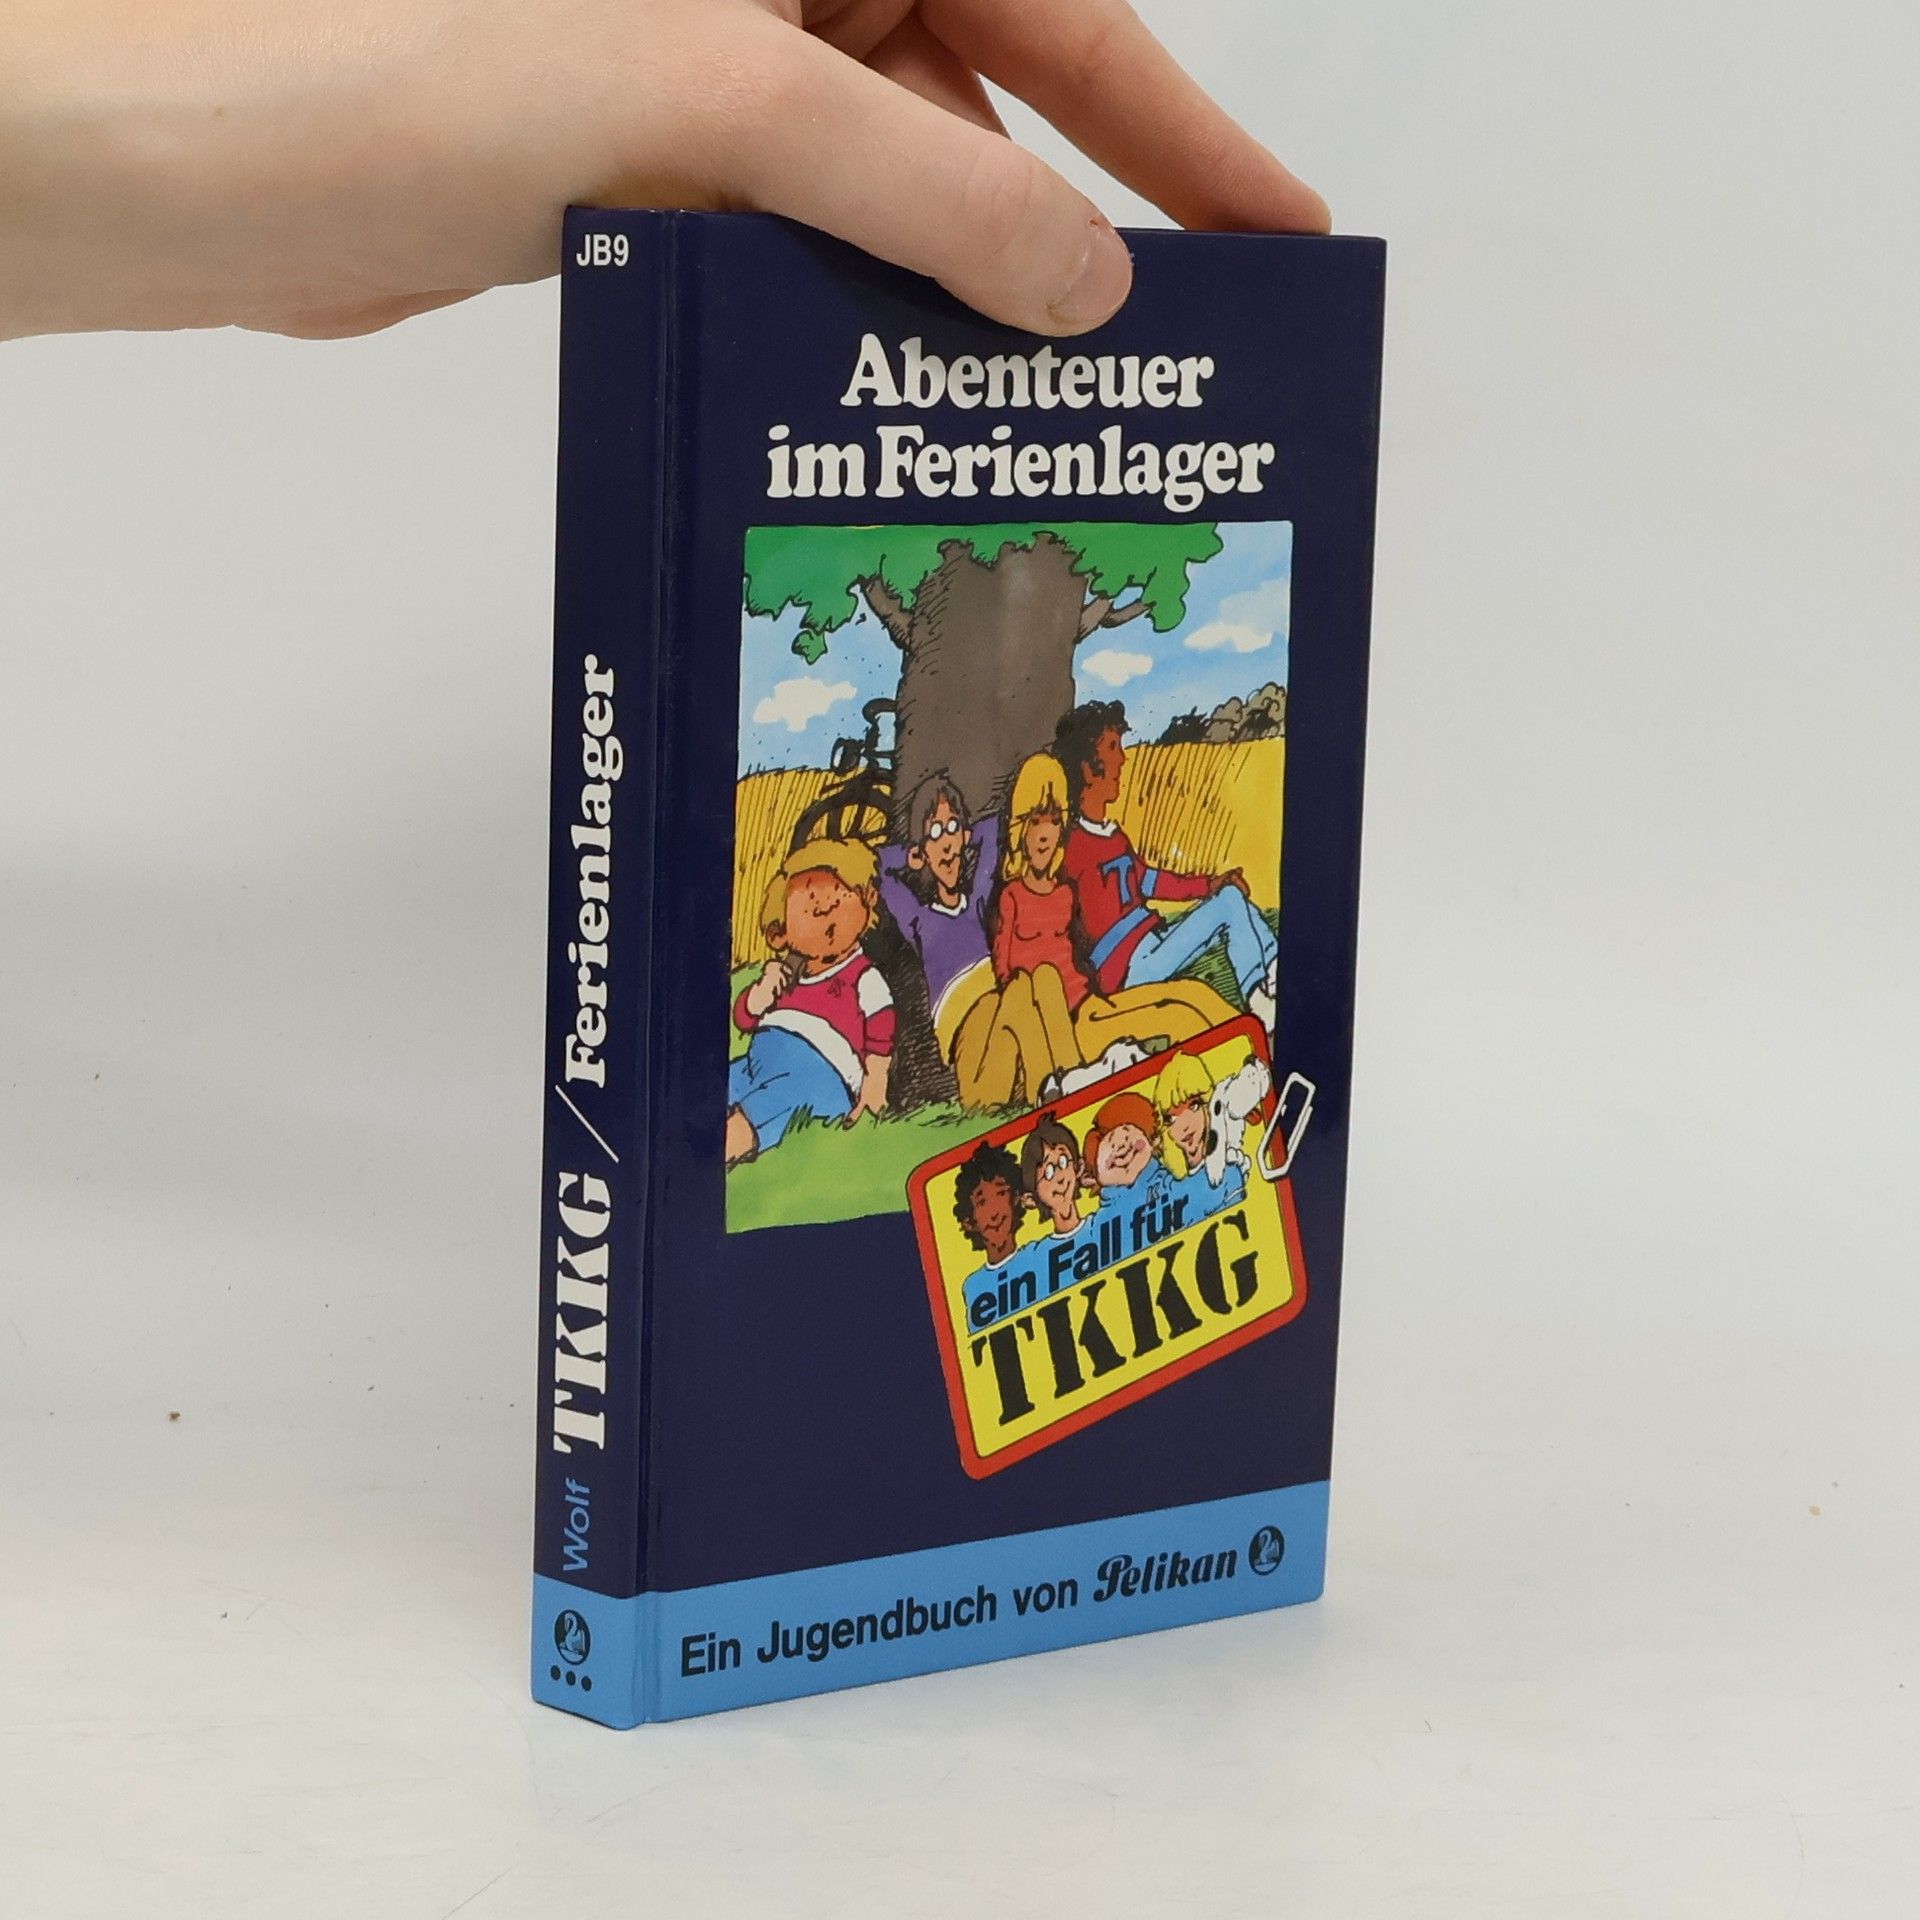 JB9
Wolf TKKG / Ferienlager
Abenteuer
im Ferienlager
T
ein Fall für
TKKG
Ein Jugendbuch von Pelikan